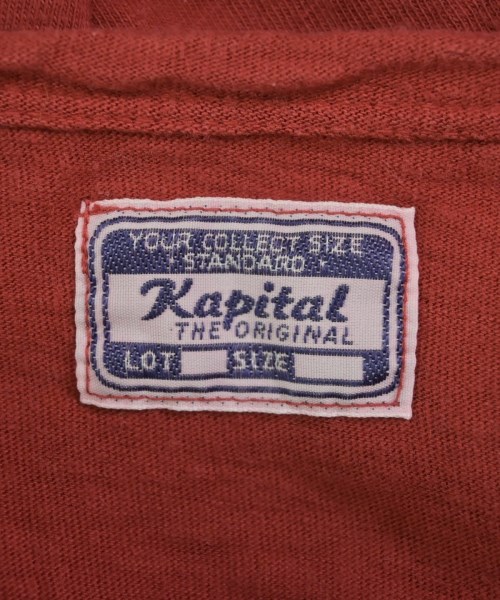 YOUR COLLECT SIZE
STANDARD
Kapital
THE ORIGINAL
LOT SIZE